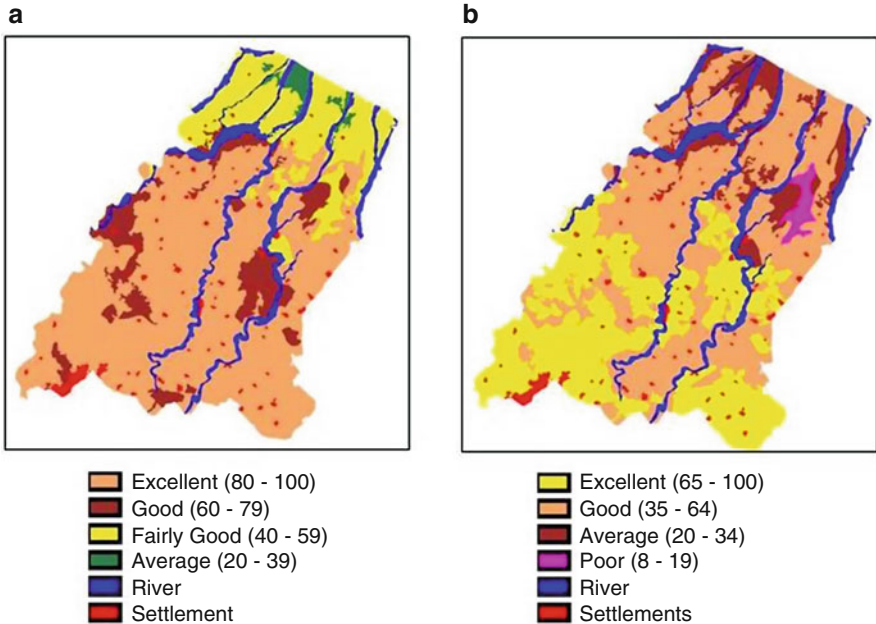 a
b
Excellent (80 - 100)
Good (60 - 79)
Fairly Good (40 - 59)
Average (20 - 39)
River
Settlement
Excellent (65 - 100)
Good (35 - 64)
Average (20 - 34)
Poor (8 - 19)
River
Settlements